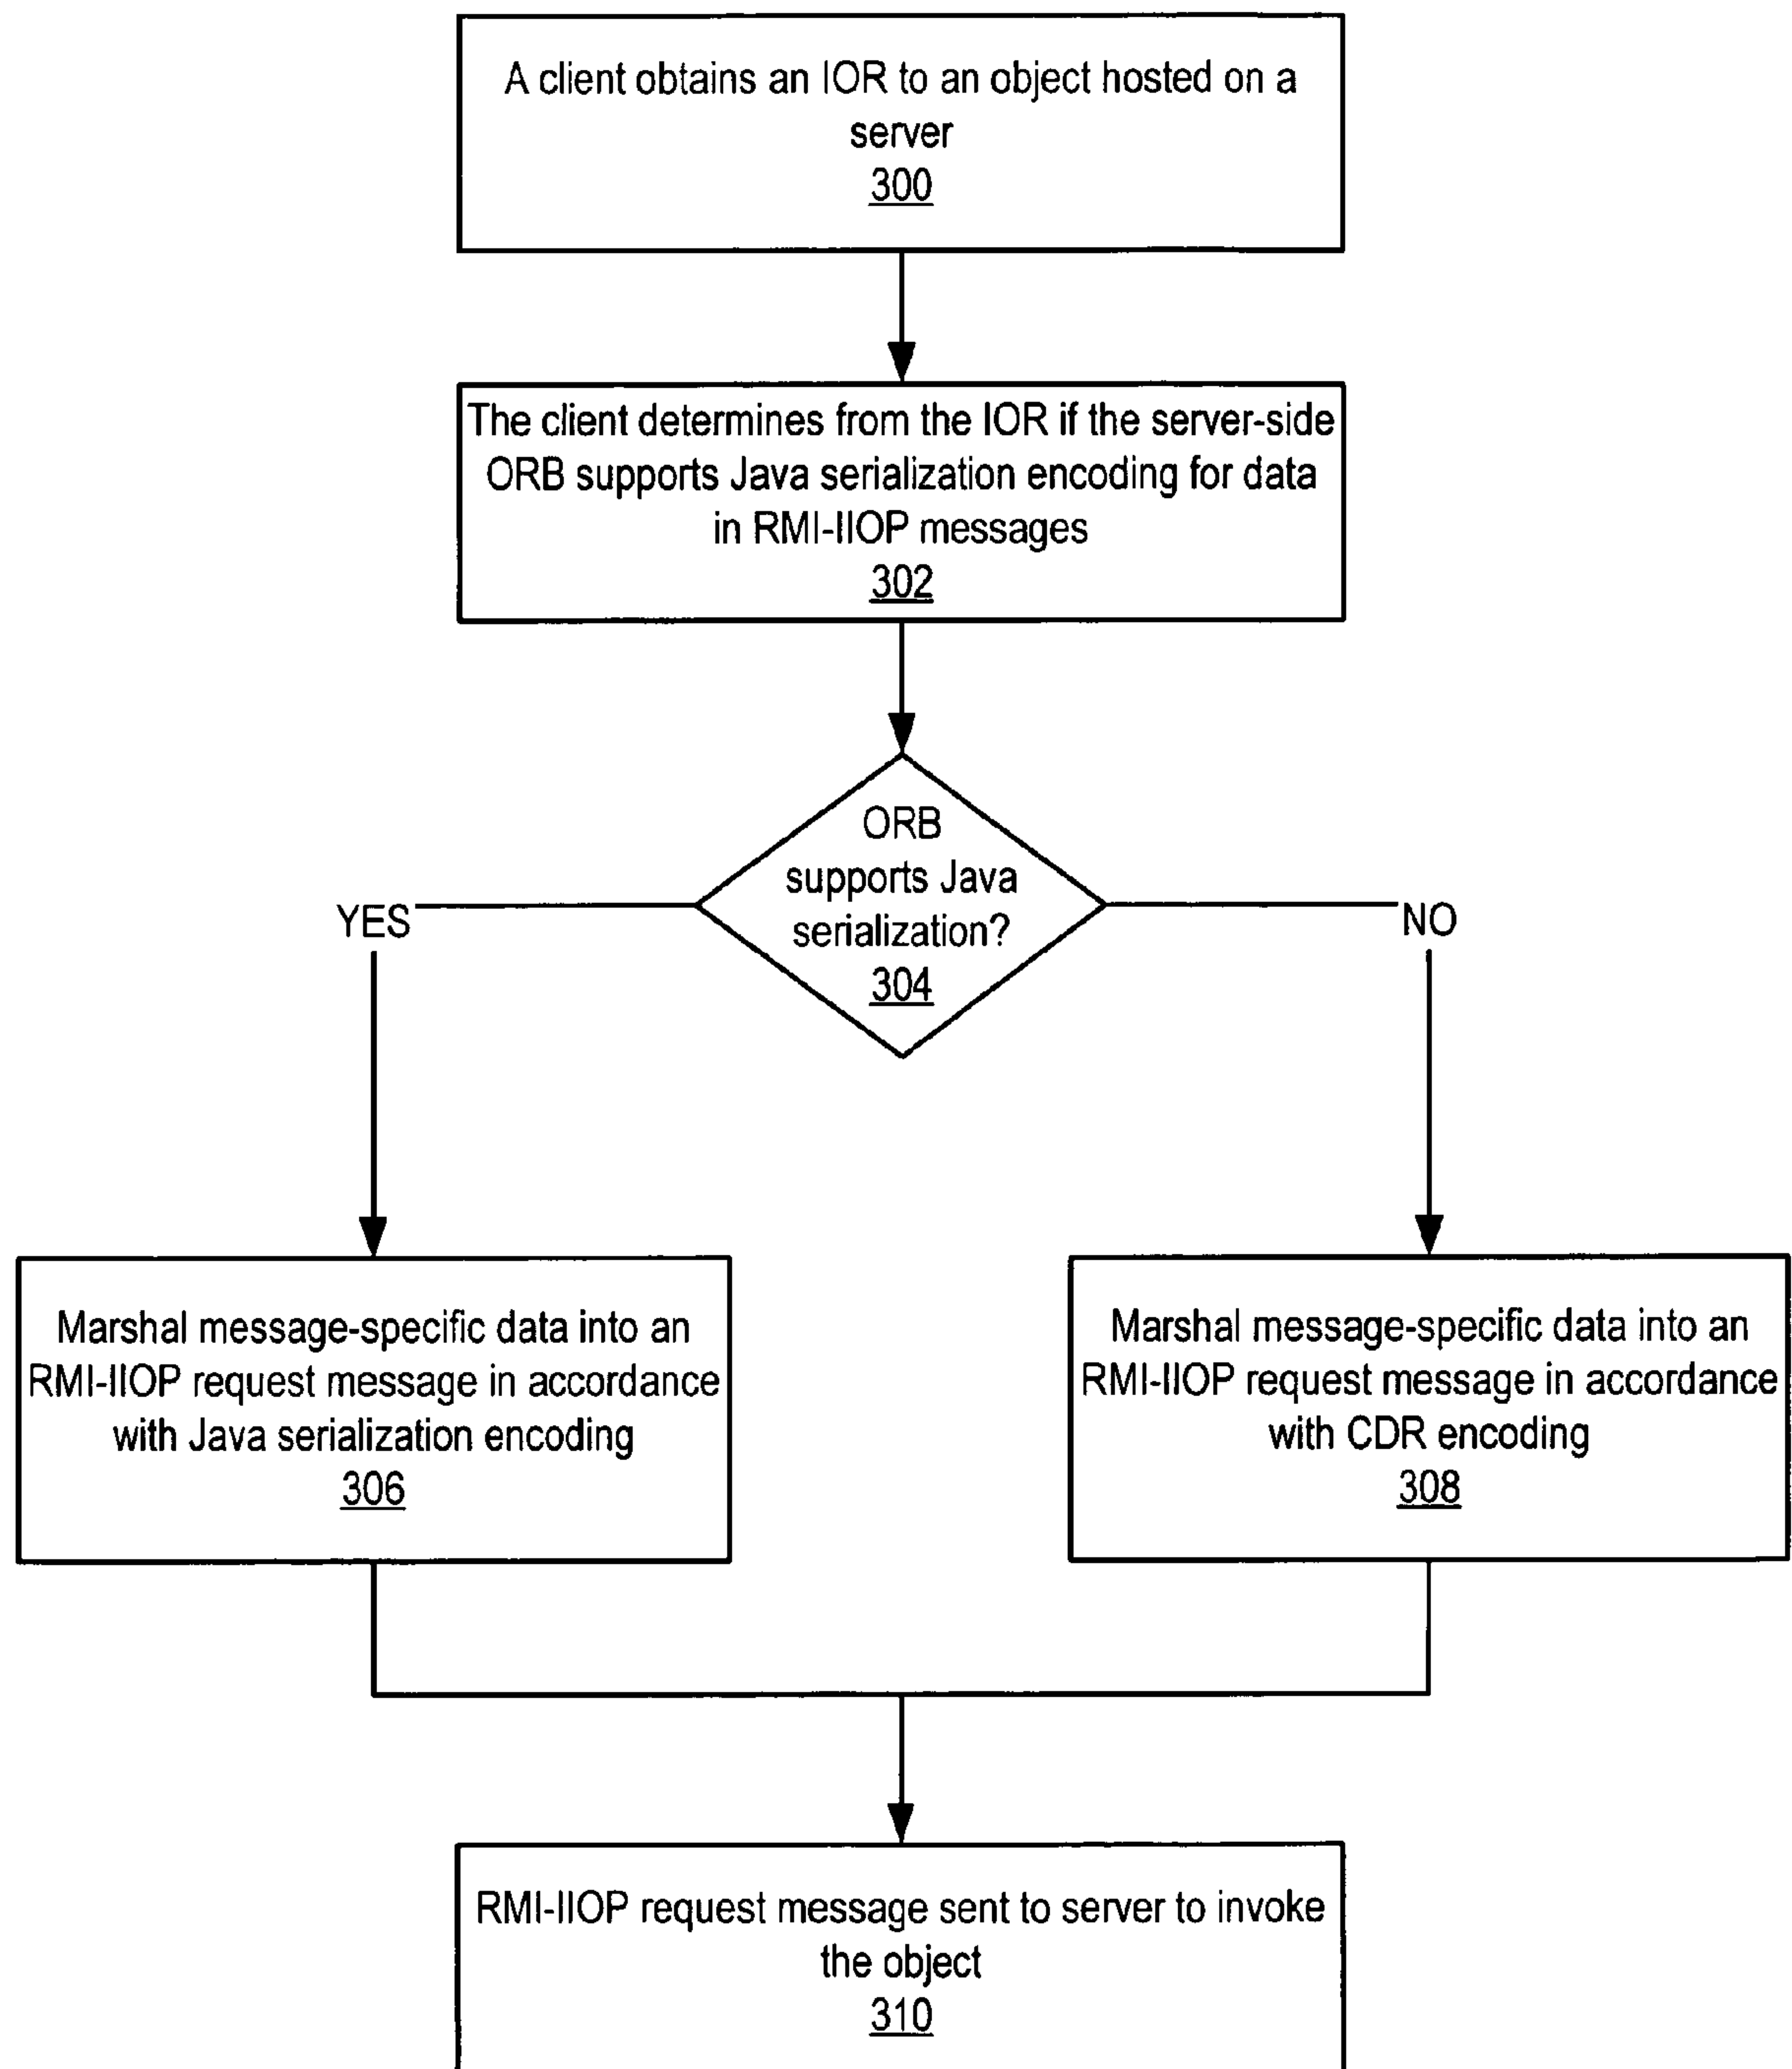 A client obtains an IOR to an object hosted on a
server
300
The client determines from the IOR if the server-side
ORB supports Java serialization encoding for data
in RMI-IIOP messages
302
ORB
supports Java
serialization?
304
YES
NO
Marshal message-specific data into an
RMI-IIOP request message in accordance
with Java serialization encoding
306
Marshal message-specific data into an
RMI-IIOP request message in accordance
with CDR encoding
308
RMI-IIOP request message sent to server to invoke
the object
310